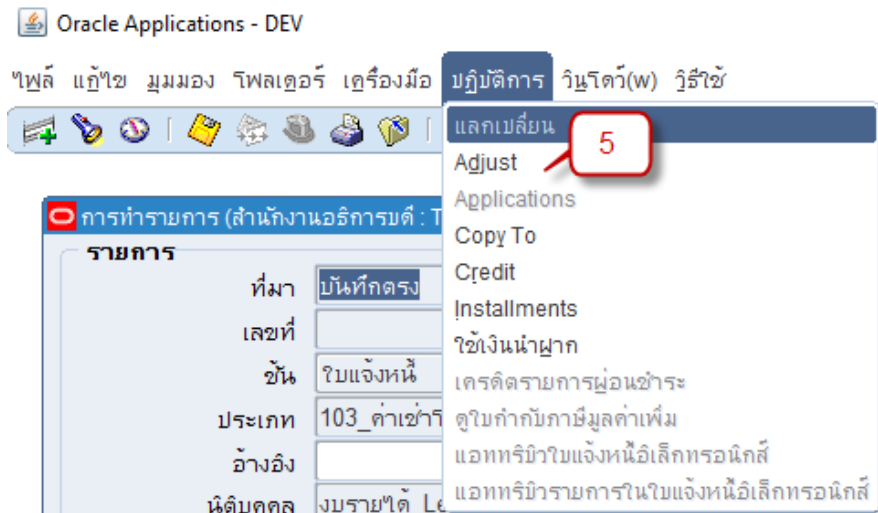 Oracle Applications - DEV
ไฟล์ แก้ไข มุมมอง โฟลเดอร์ เครื่องมือ ปฏิบัติการ วินโดว์(w) วิธีใช้
แลกเปลี่ยน
5
Adjust
Applications
Copy To
Credit
Installments
ใช้เงินนำฝาก
เครดิตรายการผ่อนชำระ
ดูใบกำกับภาษีมูลค่าเพิ่ม
แอททริบิวใบแจ้งหนี้อิเล็กทรอนิกส์
แอททริบิวรายการในใบแจ้งหนี้อิเล็กทรอนิกส์
การทำรายการ (สำนักงานอธิการบดี : T
รายการ
ที่มา บันทึกตรง
เลขที่
ชั้น ใบแจ้งหนี้
ประเภท 103_ค่าเช่าร
อ้างอิง
นิติบุคคล งบรายได้ Le